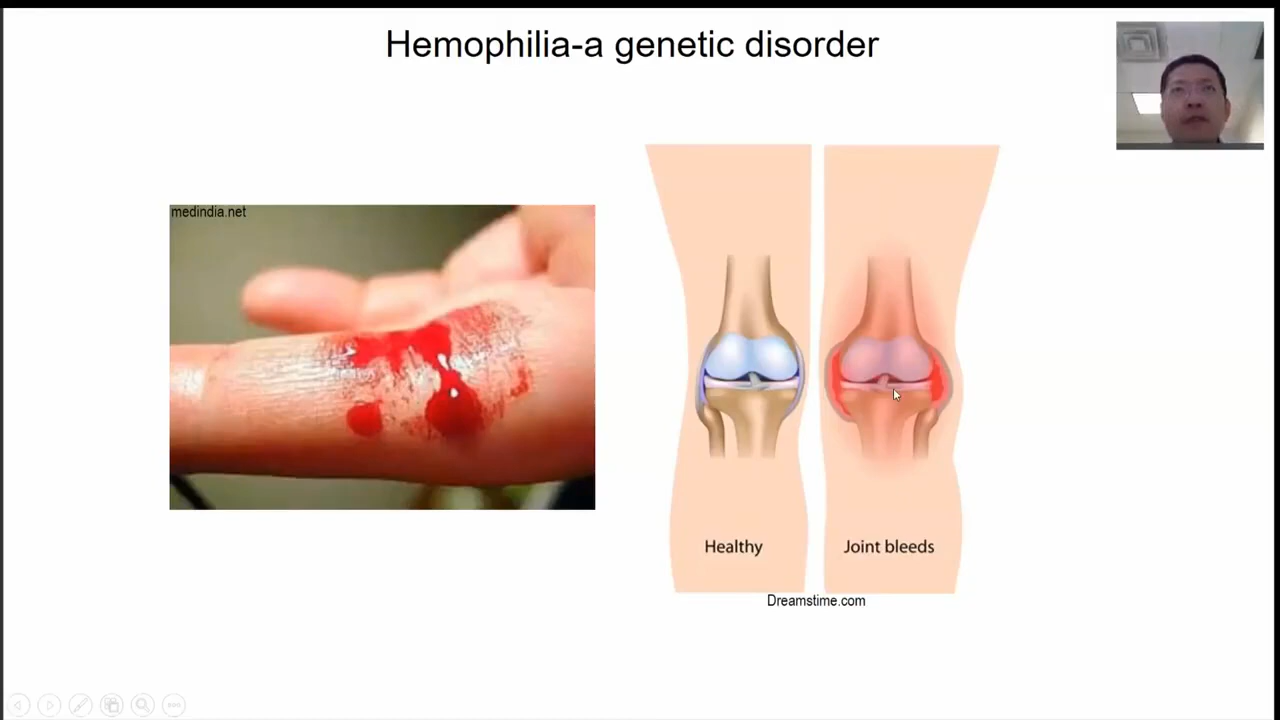 Hemophilia-a genetic disorder
medindia.net
Healthy
Joint bleeds
Dreamstime.com